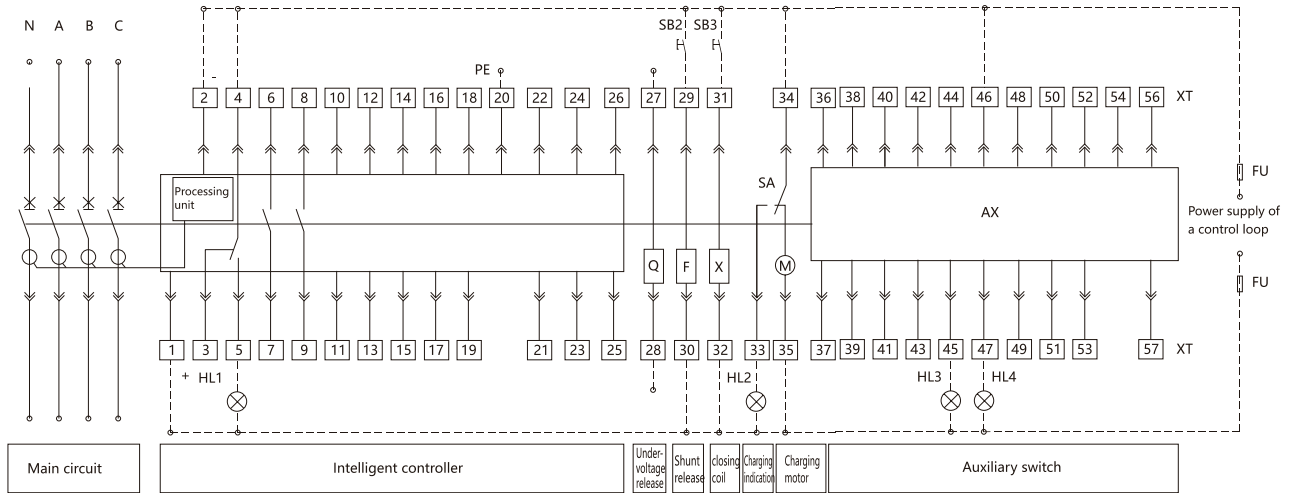 N A B C
SB2 SB3
-
PE
2 4 6 8 10 12 14 16 18 20 22 24 26 27 29 31 34 36 38 40 42 44 46 48 50 52 54 56 XT
Processing
unit
SA
AX
FU
Power supply of
a control loop
Q F X M
FU
1 3 5 7 9 11 13 15 17 19 21 23 25 28 30 32 33 35 37 39 41 43 45 47 49 51 53 57 XT
+ HL1 HL2 HL3 HL4
Main circuit
Intelligent controller
Under-
voltage
release
Shunt
release
closing
coil
Charging
indication
Charging
motor
Auxiliary switch